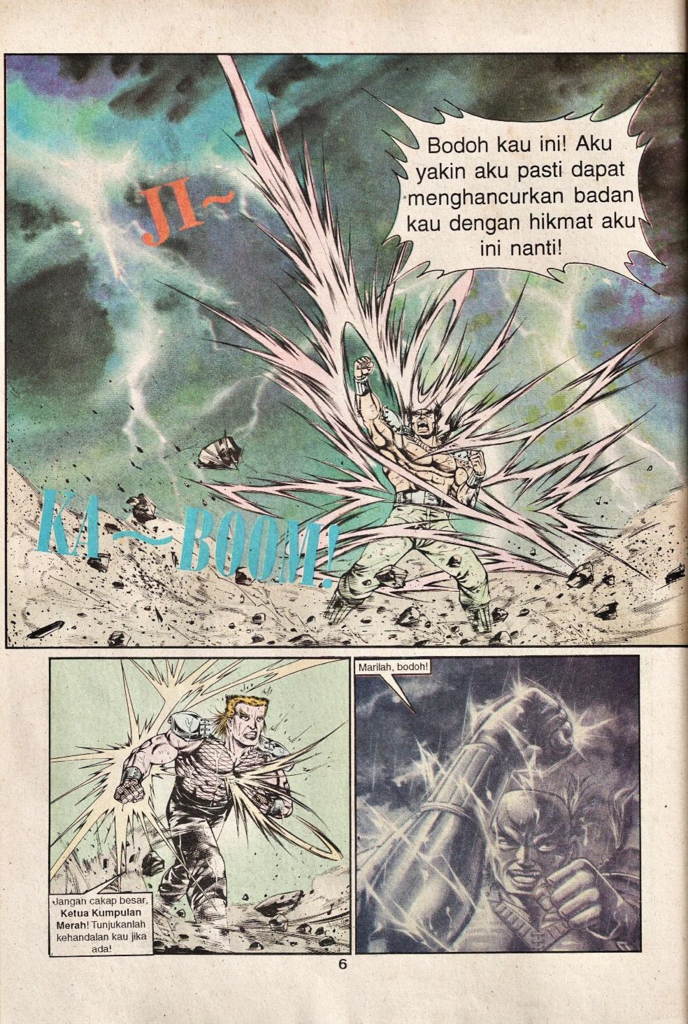 JI~
Bodoh kau ini! Aku
yakin aku pasti dapat
menghancurkan badan
kau dengan hikmat aku
ini nanti!
KA~BOOM!
Jangan cakap besar,
Ketua Kumpulan
Merah! Tunjukanlah
kehandalan kau jika
ada!
Marilah, bodoh!
6